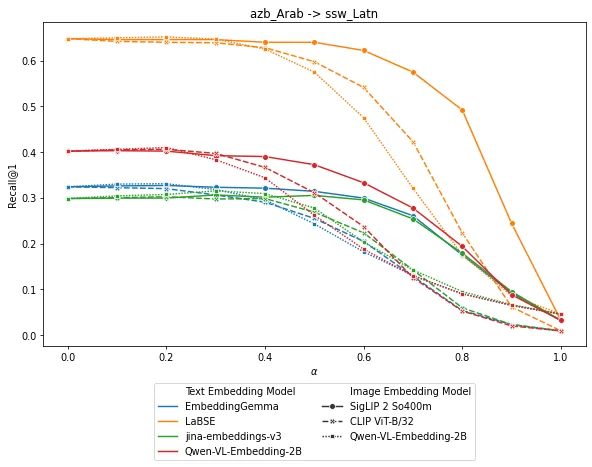 azb_Arab -> ssw_Latn
Recall@1
0.6
0.5
0.4
0.3
0.2
0.1
0.0
0.0 0.2 0.4 0.6 0.8 1.0
α
Text Embedding Model Image Embedding Model
EmbeddingGemma SigLIP 2 So400m
LaBSE CLIP ViT-B/32
jina-embeddings-v3 Qwen-VL-Embedding-2B
Qwen-VL-Embedding-2B